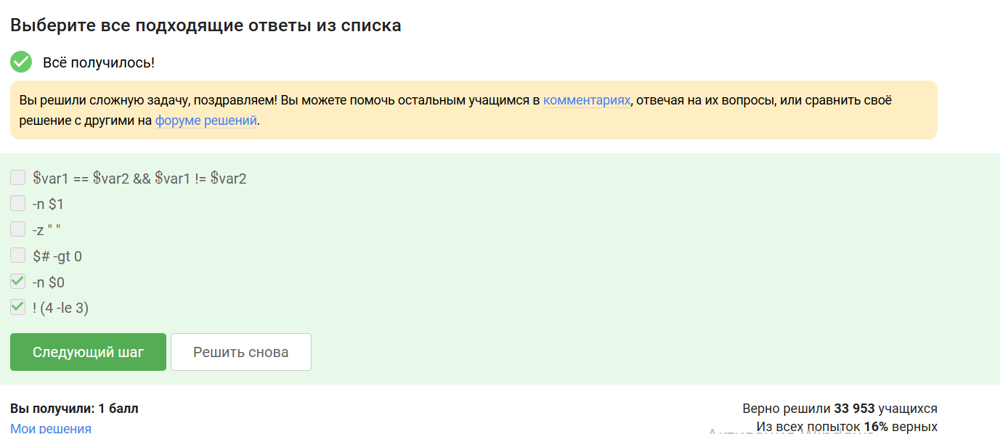 Выберите все подходящие ответы из списка
Всё получилось!
Вы решили сложную задачу, поздравляем! Вы можете помочь остальным учащимся в комментариях, отвечая на их вопросы, или сравнить своё
решение с другими на форуме решений.
$var1 == $var2 && $var1 != $var2
-n $1
-z " "
$# -gt 0
-n $0
! (4 -le 3)
Следующий шаг
Решить снова
Вы получили: 1 балл
Верно решили 33 953 учащихся
Мои решения
Из всех попыток 16% верных